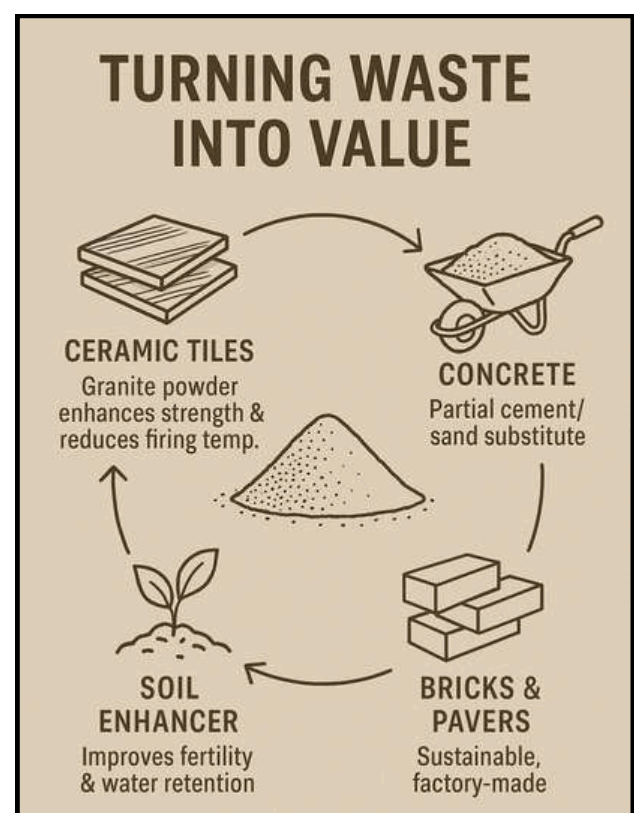 TURNING WASTE
INTO VALUE
CERAMIC TILES
Granite powder
enhances strength &
reduces firing temp.
CONCRETE
Partial cement/
sand substitute
SOIL
ENHANCER
Improves fertility
& water retention
BRICKS &
PAVERS
Sustainable,
factory-made